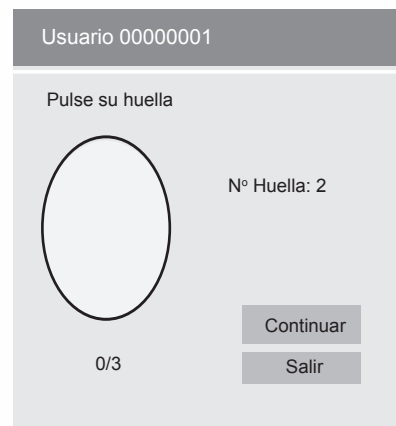 Usuario 00000001
Pulse su huella
Nº Huella: 2
Continuar
0/3
Salir